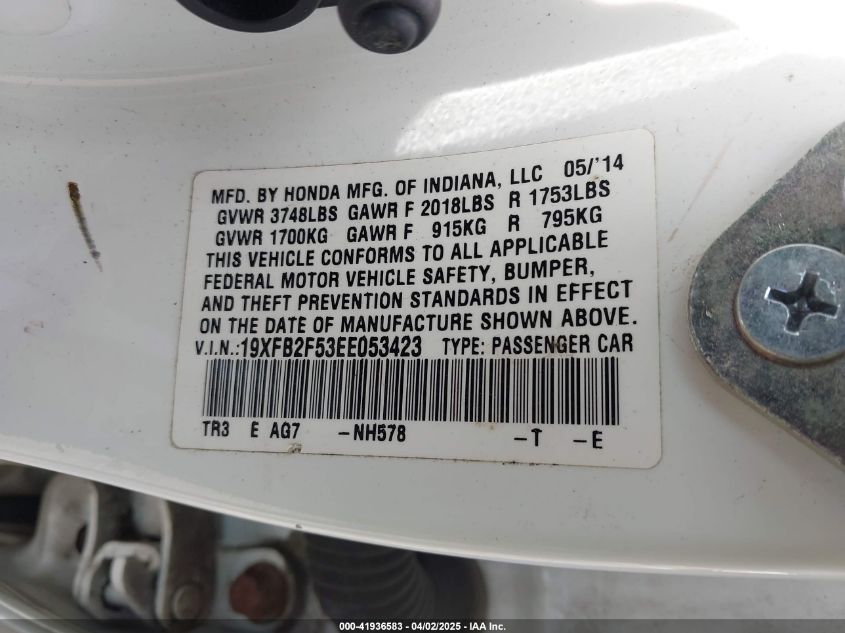 MFD. BY HONDA MFG. OF INDIANA, LLC 05/'14
GVWR 3748LBS GAWR F 2018LBS R 1753LBS
GVWR 1700KG GAWR F 915KG R 795KG
THIS VEHICLE CONFORMS TO ALL APPLICABLE
FEDERAL MOTOR VEHICLE SAFETY, BUMPER,
AND THEFT PREVENTION STANDARDS IN EFFECT
ON THE DATE OF MANUFACTURE SHOWN ABOVE.
V.I.N.:19XFB2F53EE053423 TYPE: PASSENGER CAR
TR3 E AG7 -NH578 -T -E
000-41936583 / 04/02/2025 / IAA Inc.